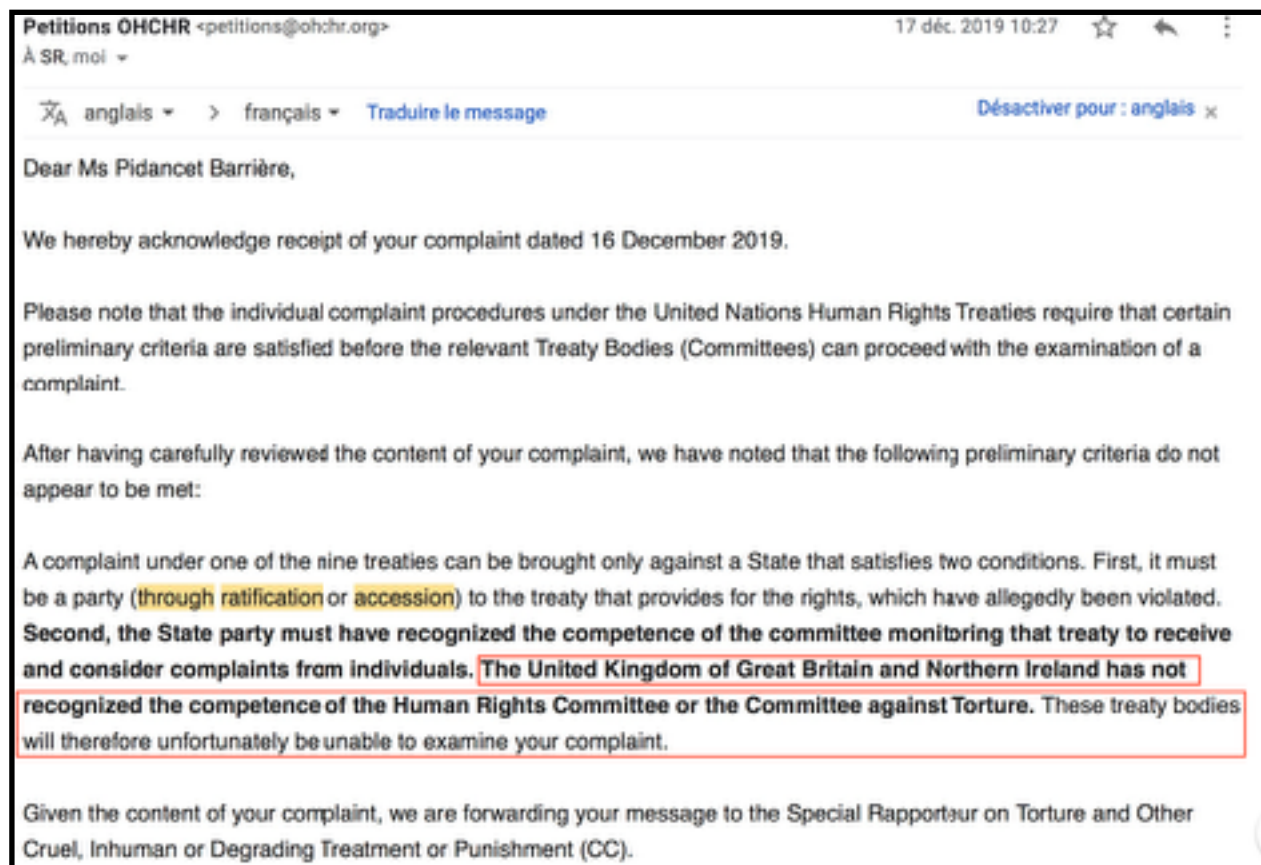 Petitions OHCHR <petitions@ohchr.org> 17 déc. 2019 10:27
À SR, moi
anglais > français Traduire le message Désactiver pour : anglais x
Dear Ms Pidancet Barrière,
We hereby acknowledge receipt of your complaint dated 16 December 2019.
Please note that the individual complaint procedures under the United Nations Human Rights Treaties require that certain
preliminary criteria are satisfied before the relevant Treaty Bodies (Committees) can proceed with the examination of a
complaint.
After having carefully reviewed the content of your complaint, we have noted that the following preliminary criteria do not
appear to be met:
A complaint under one of the nine treaties can be brought only against a State that satisfies two conditions. First, it must
be a party (through ratification or accession) to the treaty that provides for the rights, which have allegedly been violated.
Second, the State party must have recognized the competence of the committee monitoring that treaty to receive
and consider complaints from individuals. The United Kingdom of Great Britain and Northern Ireland has not
recognized the competence of the Human Rights Committee or the Committee against Torture. These treaty bodies
will therefore unfortunately be unable to examine your complaint.
Given the content of your complaint, we are forwarding your message to the Special Rapporteur on Torture and Other
Cruel, Inhuman or Degrading Treatment or Punishment (CC).